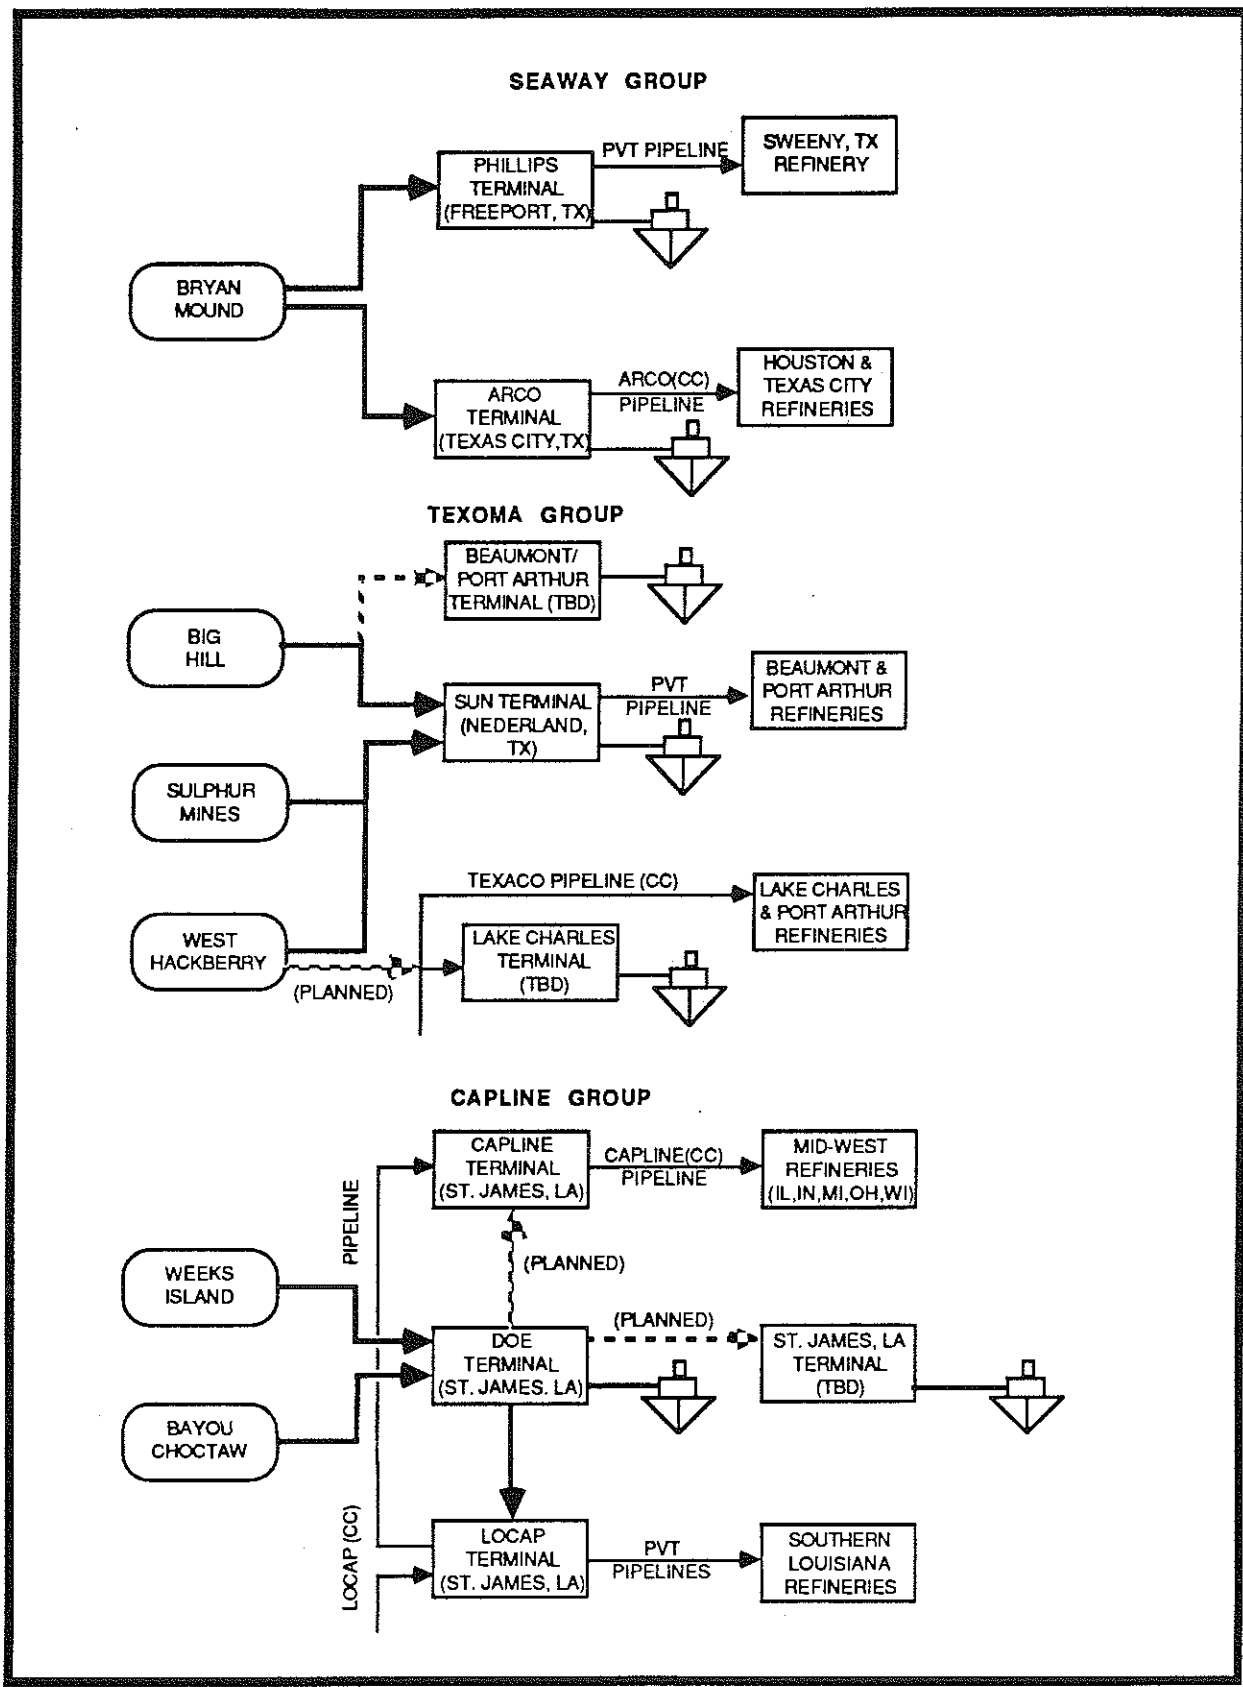 SEAWAY GROUP
PHILLIPS
TERMINAL
(FREEPORT, TX)
PVT PIPELINE
SWEENY, TX
REFINERY
BRYAN
MOUND
ARCO
TERMINAL
(TEXAS CITY,TX)
ARCO(CC)
PIPELINE
HOUSTON &
TEXAS CITY
REFINERIES
TEXOMA GROUP
BEAUMONT/
PORT ARTHUR
TERMINAL (TBD)
BIG
HILL
SUN TERMINAL
(NEDERLAND,
TX)
PVT
PIPELINE
BEAUMONT &
PORT ARTHUR
REFINERIES
SULPHUR
MINES
TEXACO PIPELINE (CC)
LAKE CHARLES
& PORT ARTHUR
REFINERIES
WEST
HACKBERRY
(PLANNED)
LAKE CHARLES
TERMINAL
(TBD)
CAPLINE GROUP
CAPLINE
TERMINAL
(ST. JAMES, LA)
CAPLINE(CC)
PIPELINE
MID-WEST
REFINERIES
(IL,IN,MI,OH,WI)
PIPELINE
(PLANNED)
WEEKS
ISLAND
DOE
TERMINAL
(ST. JAMES, LA)
(PLANNED)
ST. JAMES, LA
TERMINAL
(TBD)
BAYOU
CHOCTAW
LOCAP (CC)
LOCAP
TERMINAL
(ST. JAMES, LA)
PVT
PIPELINES
SOUTHERN
LOUISIANA
REFINERIES